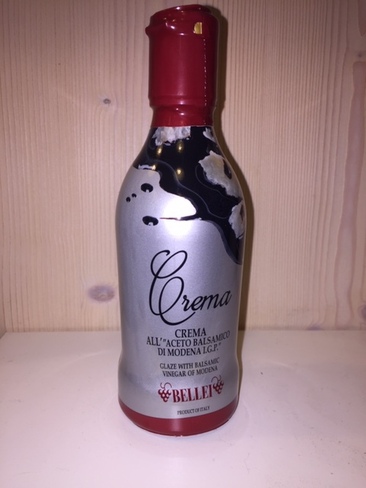 Crema
CREMA
ALL'"ACETO BALSAMICO
DI MODENA I.G.P."
GLAZE WITH BALSAMIC
VINEGAR OF MODENA
BELLEI
PRODUCT OF ITALY